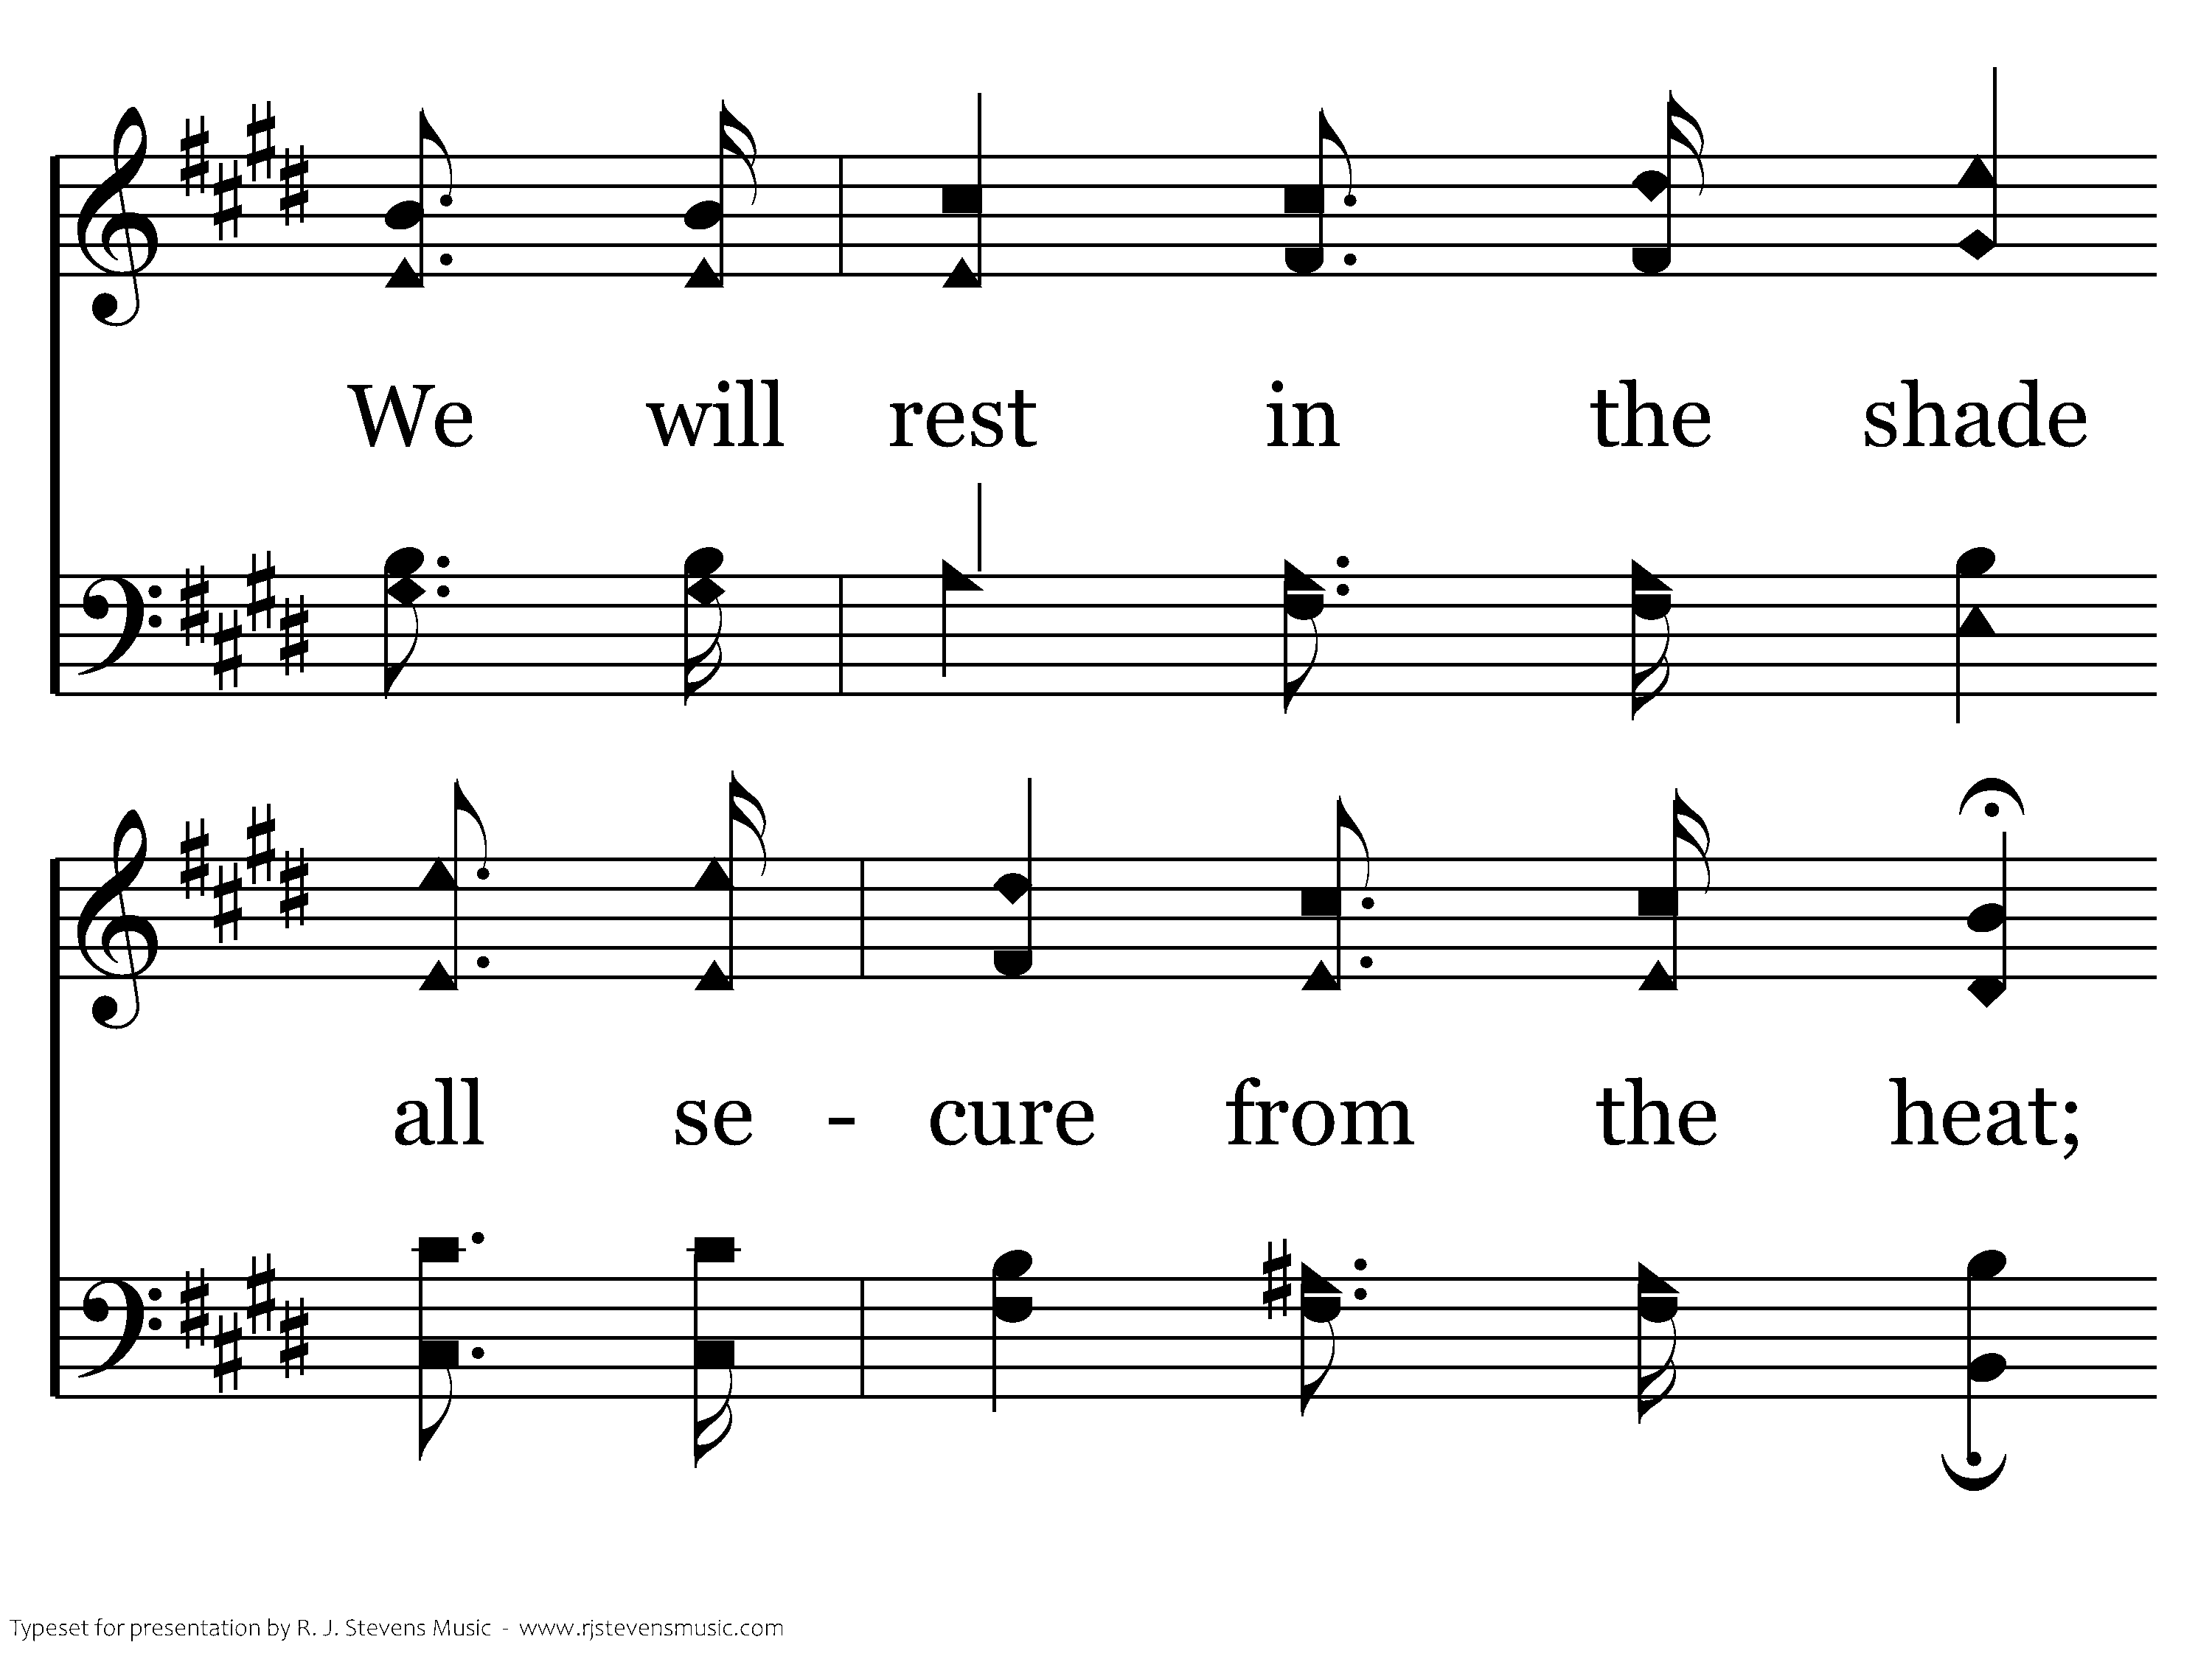 We will rest in the shade
all se - cure from the heat;
Typeset for presentation by R. J. Stevens Music - www.rjstevensmusic.com